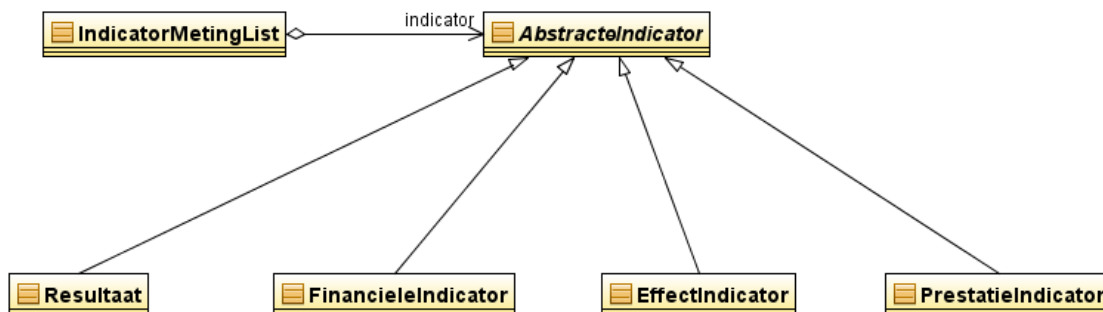 indicator
IndicatorMetingList
AbstracteIndicator
Resultaat
FinancieleIndicator
EffectIndicator
PrestatieIndicator